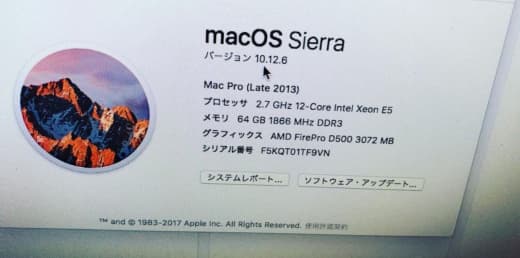 macOS Sierra
バージョン 10.12.6
Mac Pro (Late 2013)
プロセッサ 2.7 GHz 12-Core Intel Xeon E5
メモリ 64 GB 1866 MHz DDR3
グラフィックス AMD FirePro D500 3072 MB
シリアル番号 F5KQT01TF9VN
システムレポート... ソフトウェア・アップデート...
™ and © 1983-2017 Apple Inc. All Rights Reserved. 使用許諾契約